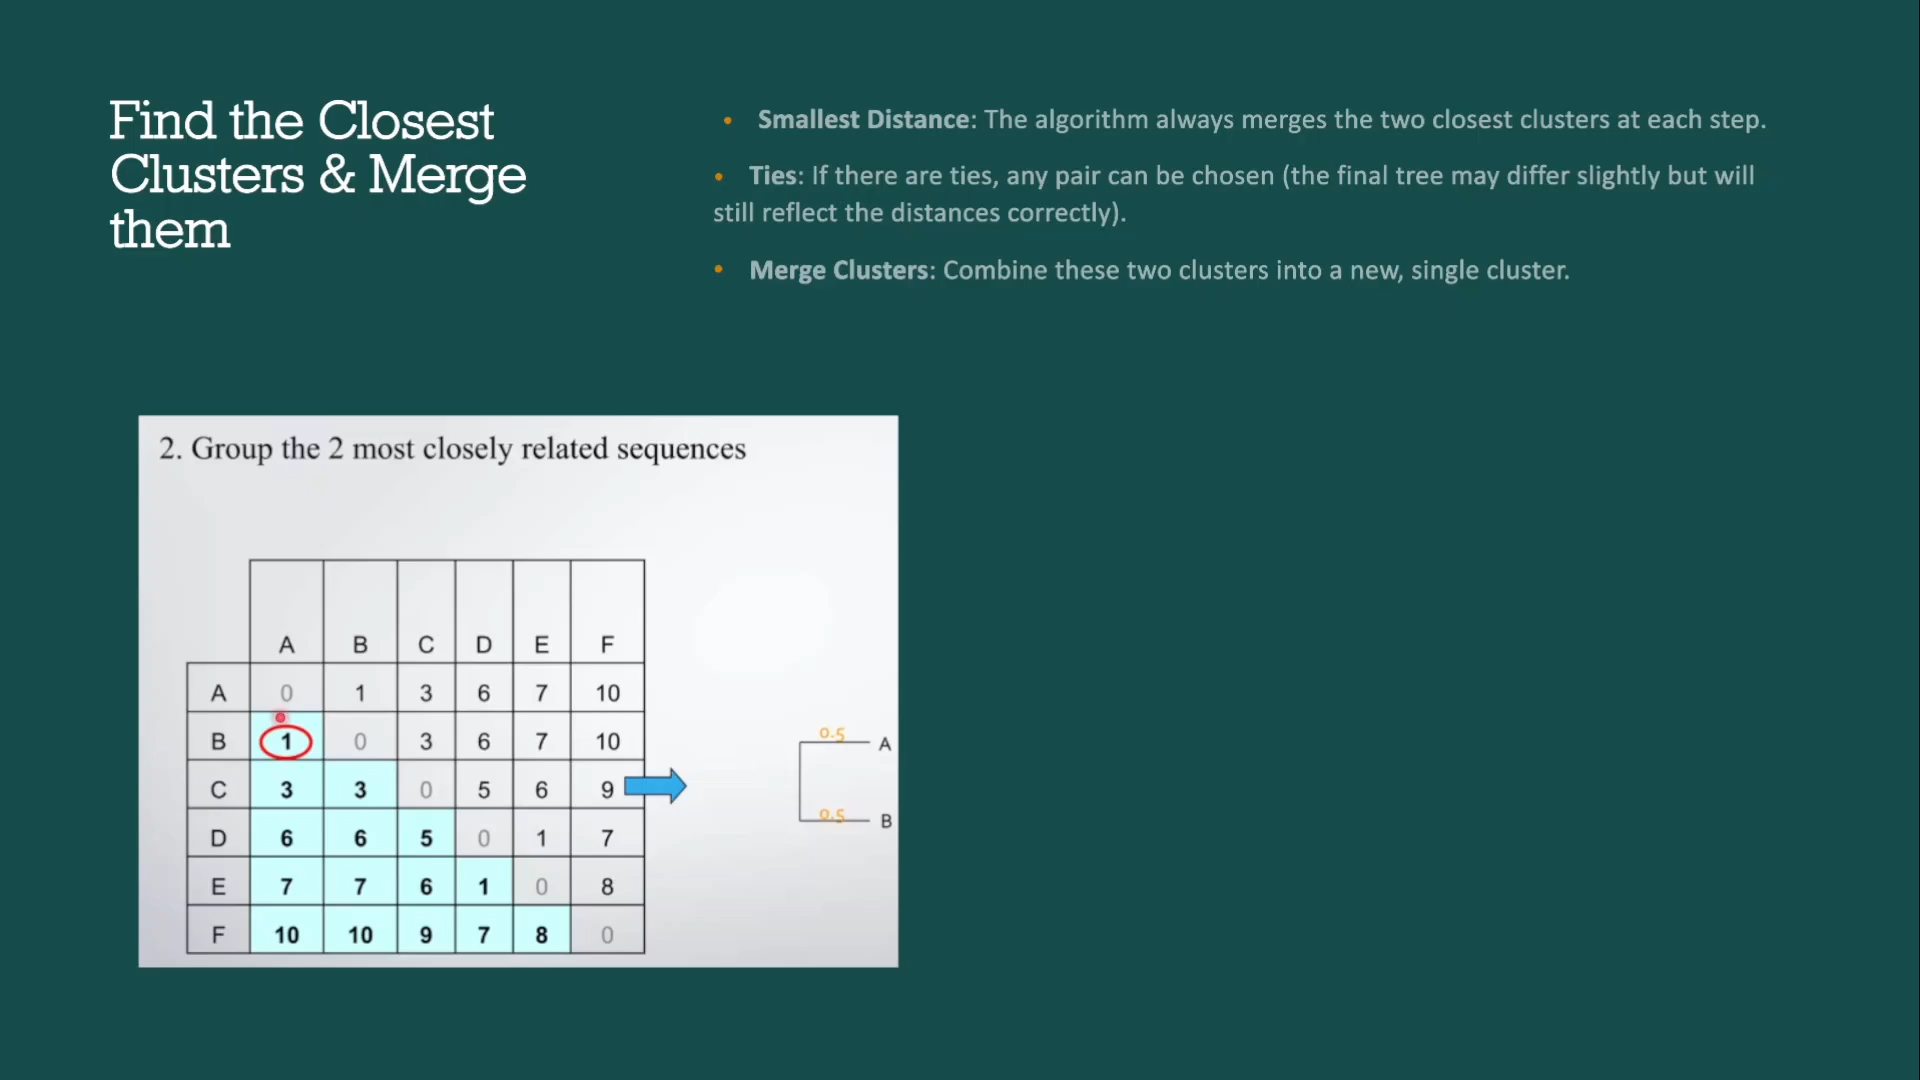 Find the Closest
Clusters & Merge
them
• Smallest Distance: The algorithm always merges the two closest clusters at each step.
• Ties: If there are ties, any pair can be chosen (the final tree may differ slightly but will
still reflect the distances correctly).
• Merge Clusters: Combine these two clusters into a new, single cluster.
2. Group the 2 most closely related sequences
A B C D E F
A 0 1 3 6 7 10
B 1 0 3 6 7 10
C 3 3 0 5 6 9
D 6 6 5 0 1 7
E 7 7 6 1 0 8
F 10 10 9 7 8 0
0.5 A
0.5 B